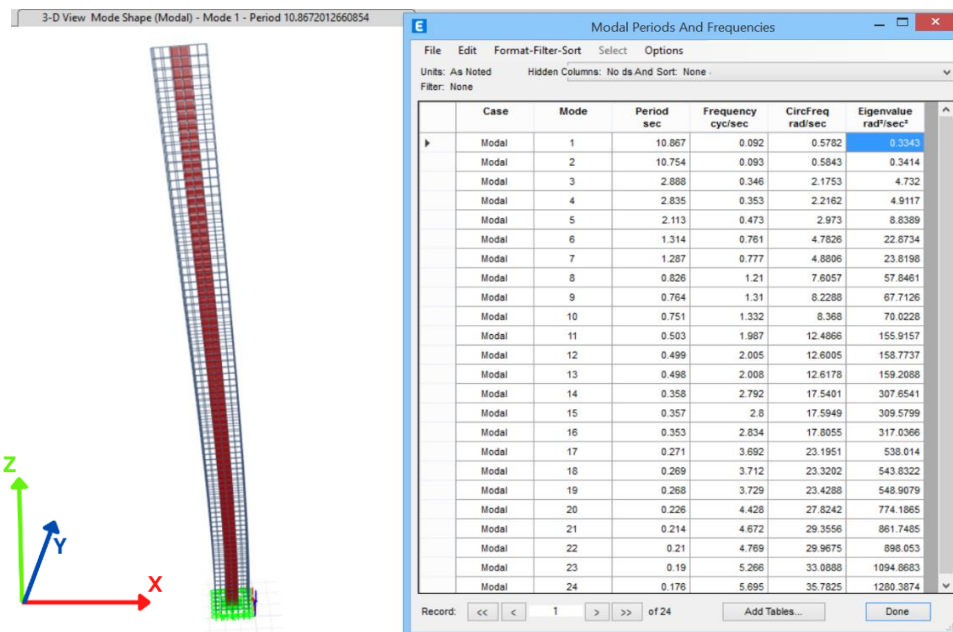 3-D View Mode Shape (Modal) - Mode 1 - Period 10.8672012660854
Z
Y
X
E
Modal Periods And Frequencies
File Edit Format-Filter-Sort Select Options
Units: As Noted Hidden Columns: No ds And Sort: None
Filter: None
Case Mode Period Frequency CircFreq Eigenvalue
sec cyc/sec rad/sec rad²/sec²
Modal 1 10.867 0.092 0.5782 0.3343
Modal 2 10.754 0.093 0.5843 0.3414
Modal 3 2.888 0.346 2.1753 4.732
Modal 4 2.835 0.353 2.2162 4.9117
Modal 5 2.113 0.473 2.973 8.8389
Modal 6 1.314 0.761 4.7826 22.8734
Modal 7 1.287 0.777 4.8806 23.8198
Modal 8 0.826 1.21 7.6057 57.8461
Modal 9 0.764 1.31 8.2288 67.7126
Modal 10 0.751 1.332 8.368 70.0228
Modal 11 0.503 1.987 12.4866 155.9157
Modal 12 0.499 2.005 12.6005 158.7737
Modal 13 0.498 2.008 12.6178 159.2088
Modal 14 0.358 2.792 17.5401 307.6541
Modal 15 0.357 2.8 17.5949 309.5799
Modal 16 0.353 2.834 17.8055 317.0366
Modal 17 0.271 3.692 23.1951 538.014
Modal 18 0.269 3.712 23.3202 543.8322
Modal 19 0.268 3.729 23.4288 548.9079
Modal 20 0.226 4.428 27.8242 774.1865
Modal 21 0.214 4.672 29.3556 861.7485
Modal 22 0.21 4.769 29.9675 898.053
Modal 23 0.19 5.266 33.0888 1094.8683
Modal 24 0.176 5.695 35.7825 1280.3874
Record: << < 1 > >> of 24 Add Tables... Done